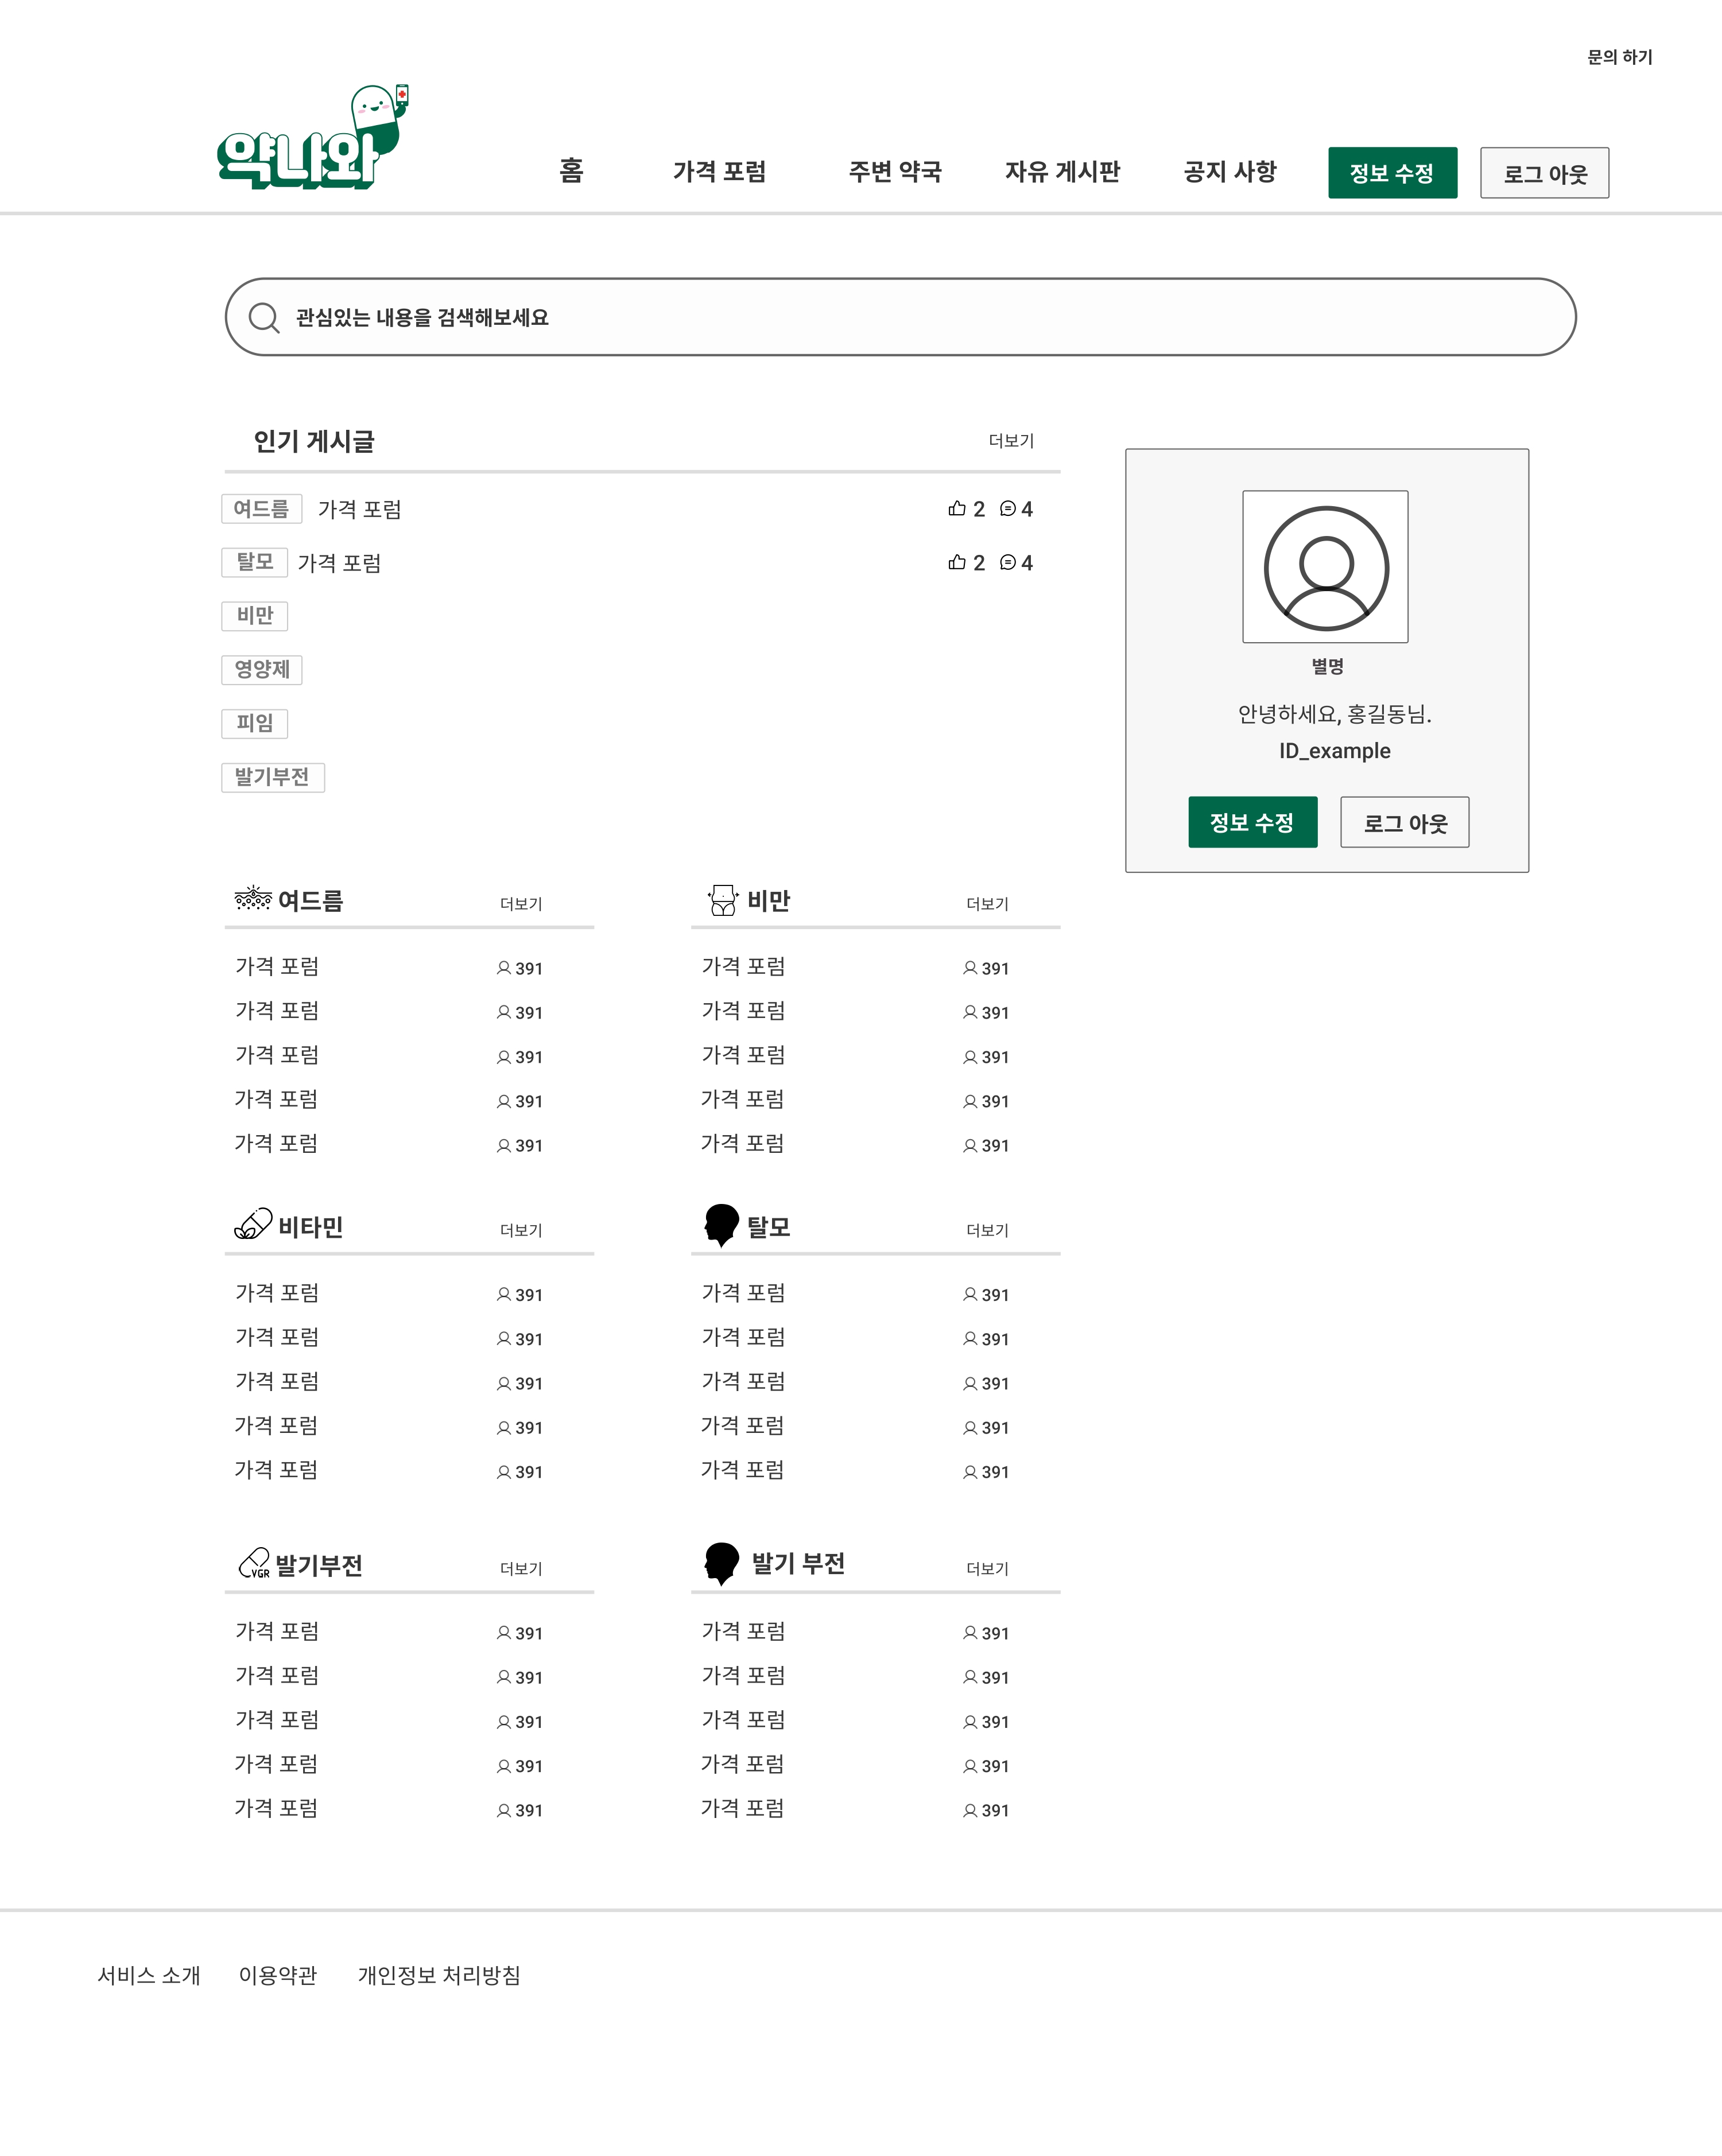 문의 하기
약나와
홈 가격 포럼 주변 약국 자유 게시판 공지 사항 정보 수정 로그 아웃
관심있는 내용을 검색해보세요
인기 게시글 더보기
여드름 가격 포럼 2 4
탈모 가격 포럼 2 4
비만
영양제
피임
발기부전
별명
안녕하세요, 홍길동님.
ID_example
정보 수정 로그 아웃
여드름 더보기
가격 포럼 391
가격 포럼 391
가격 포럼 391
가격 포럼 391
가격 포럼 391
비만 더보기
가격 포럼 391
가격 포럼 391
가격 포럼 391
가격 포럼 391
가격 포럼 391
비타민 더보기
가격 포럼 391
가격 포럼 391
가격 포럼 391
가격 포럼 391
가격 포럼 391
탈모 더보기
가격 포럼 391
가격 포럼 391
가격 포럼 391
가격 포럼 391
가격 포럼 391
VGR 발기부전 더보기
가격 포럼 391
가격 포럼 391
가격 포럼 391
가격 포럼 391
가격 포럼 391
발기 부전 더보기
가격 포럼 391
가격 포럼 391
가격 포럼 391
가격 포럼 391
가격 포럼 391
서비스 소개 이용약관 개인정보 처리방침